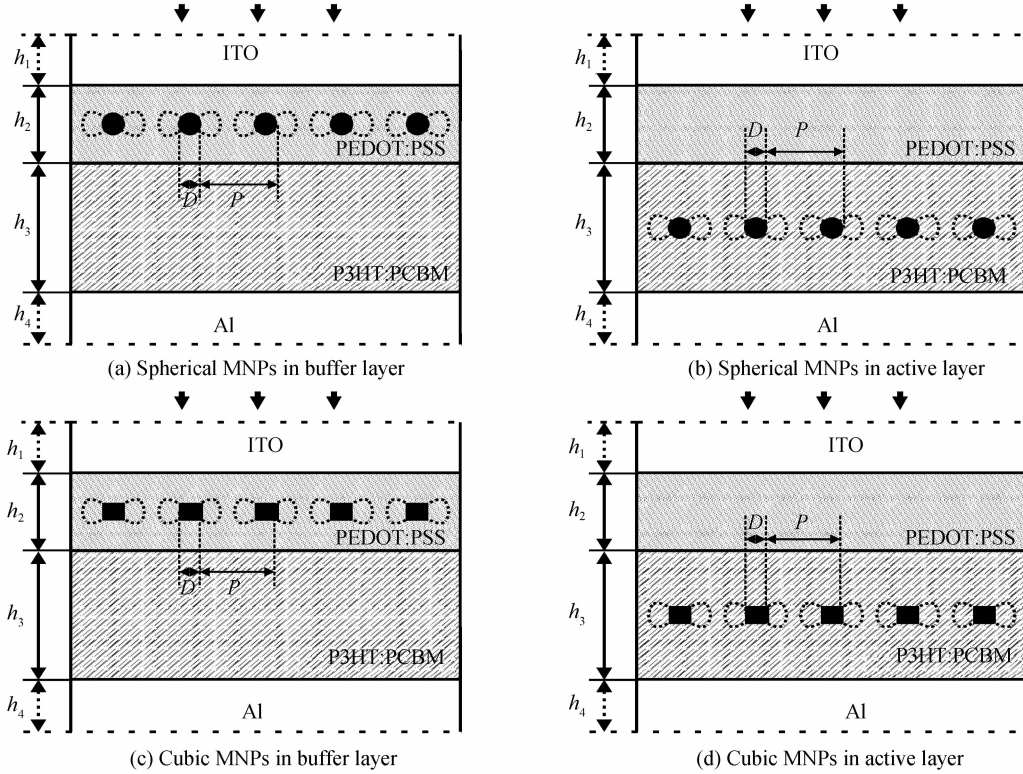 ITO
h1
h2
PEDOT:PSS
D P
h3
P3HT:PCBM
h4
Al
(a) Spherical MNPs in buffer layer
ITO
h1
h2
D P
PEDOT:PSS
h3
P3HT:PCBM
h4
Al
(b) Spherical MNPs in active layer
ITO
h1
h2
PEDOT:PSS
D P
h3
P3HT:PCBM
h4
Al
(c) Cubic MNPs in buffer layer
ITO
h1
h2
D P
PEDOT:PSS
h3
P3HT:PCBM
h4
Al
(d) Cubic MNPs in active layer